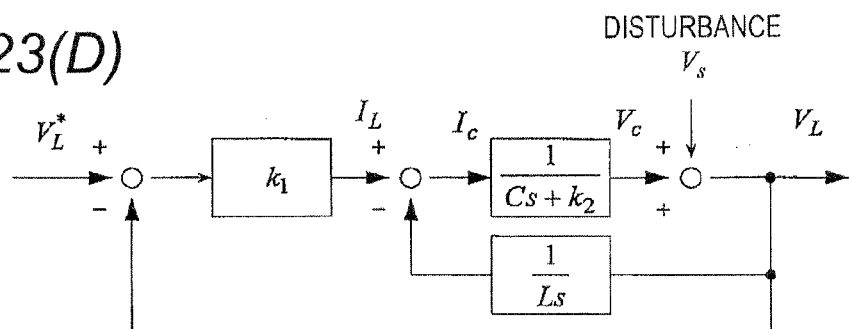 23(D)
DISTURBANCE
V_s
V_L^* + I_L + I_c V_c + V_L
k_1
1
Cs + k_2
− − +
1
Ls